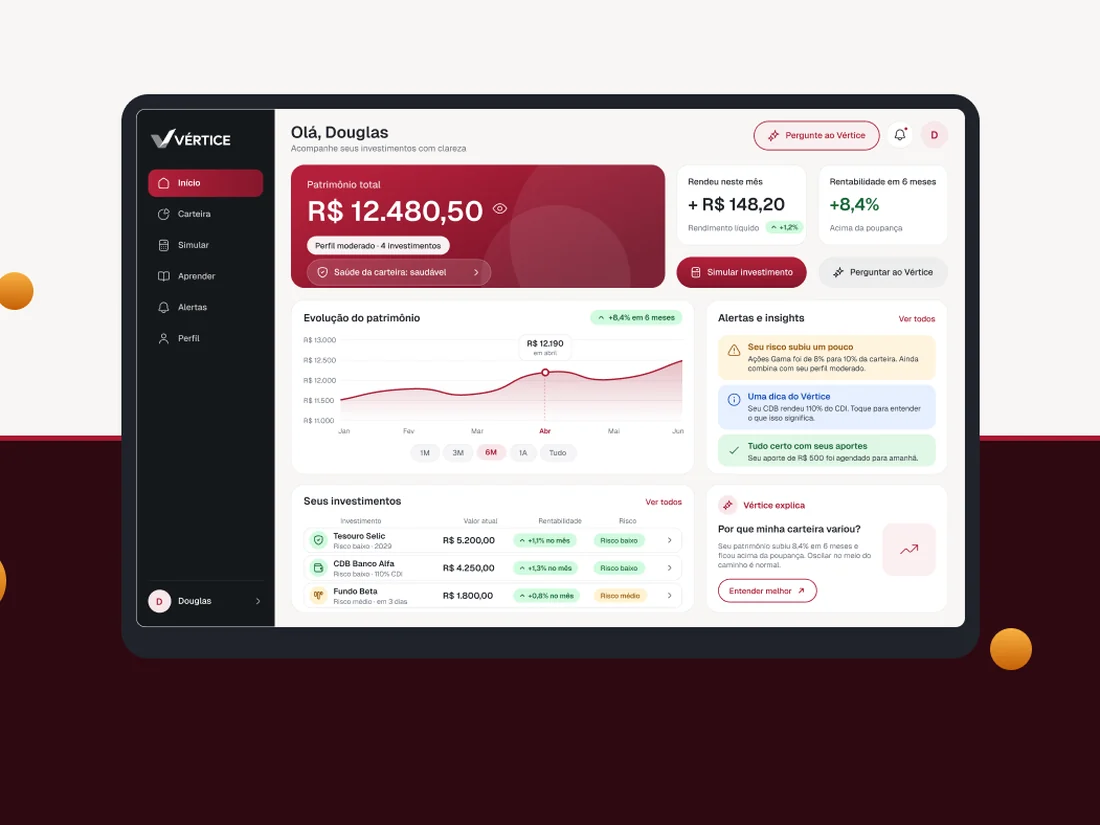 VÉRTICE
Início
Carteira
Simular
Aprender
Alertas
Perfil
D
Douglas
Olá, Douglas
Acompanhe seus investimentos com clareza
Pergunte ao Vértice
D
Patrimônio total
R$ 12.480,50
Perfil moderado · 4 investimentos
Saúde da carteira: saudável
Rendeu neste mês
+ R$ 148,20
Rendimento líquido
+1,2%
Rentabilidade em 6 meses
+8,4%
Acima da poupança
Simular investimento
Perguntar ao Vértice
Evolução do patrimônio
+8,4% em 6 meses
R$ 13.000
R$ 12.500
R$ 12.000
R$ 11.500
R$ 11.000
R$ 12.190
em abril
Jan
Fev
Mar
Abr
Mai
Jun
1M
3M
6M
1A
Tudo
Alertas e insights
Ver todos
Seu risco subiu um pouco
Ações Gama foi de 8% para 10% da carteira. Ainda
combina com seu perfil moderado.
Uma dica do Vértice
Seu CDB rendeu 110% do CDI. Toque para entender
o que isso significa.
Tudo certo com seus aportes
Seu aporte de R$ 500 foi agendado para amanhã.
Seus investimentos
Ver todos
Investimento
Valor atual
Rentabilidade
Risco
Tesouro Selic
Risco baixo · 2029
R$ 5.200,00
+1,1% no mês
Risco baixo
CDB Banco Alfa
Risco baixo · 110% CDI
R$ 4.250,00
+1,3% no mês
Risco baixo
Fundo Beta
Risco médio · em 3 dias
R$ 1.800,00
+0,8% no mês
Risco médio
Vértice explica
Por que minha carteira variou?
Seu patrimônio subiu 8,4% em 6 meses e
ficou acima da poupança. Oscilar no meio do
caminho é normal.
Entender melhor